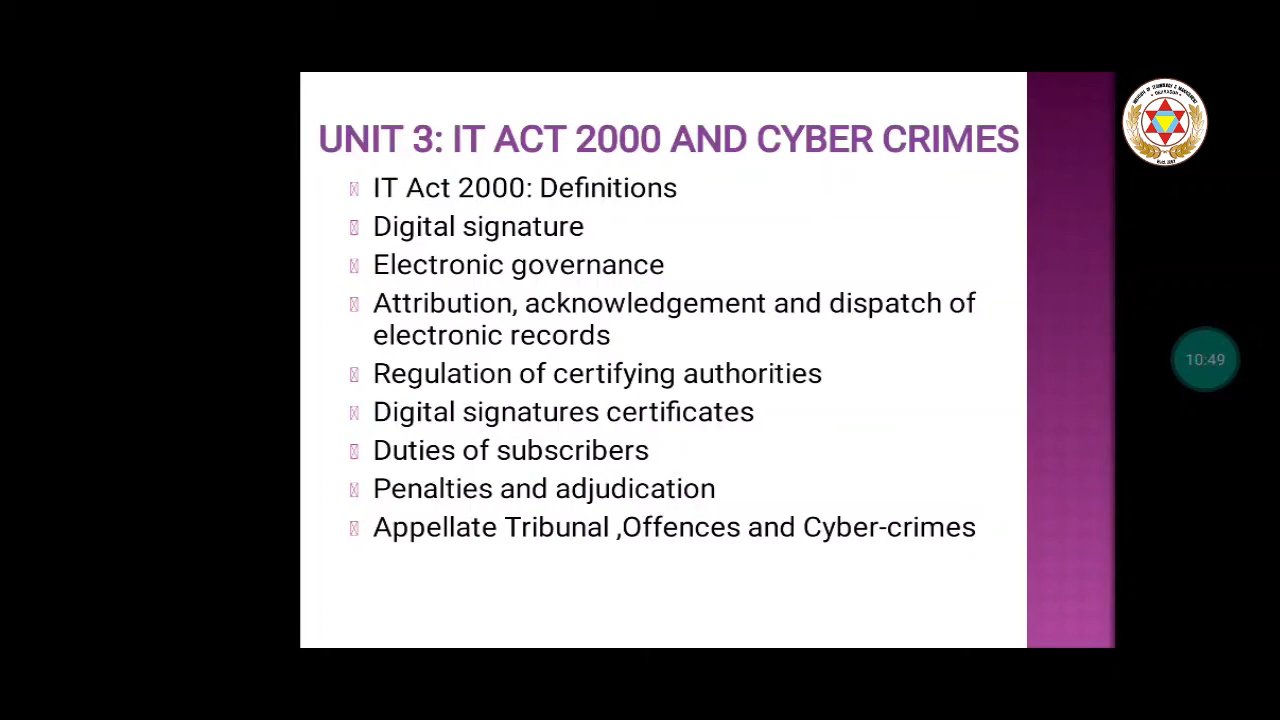 UNIT 3: IT ACT 2000 AND CYBER CRIMES
IT Act 2000: Definitions
Digital signature
Electronic governance
Attribution, acknowledgement and dispatch of
electronic records
Regulation of certifying authorities
Digital signatures certificates
Duties of subscribers
Penalties and adjudication
Appellate Tribunal ,Offences and Cyber-crimes
10:49